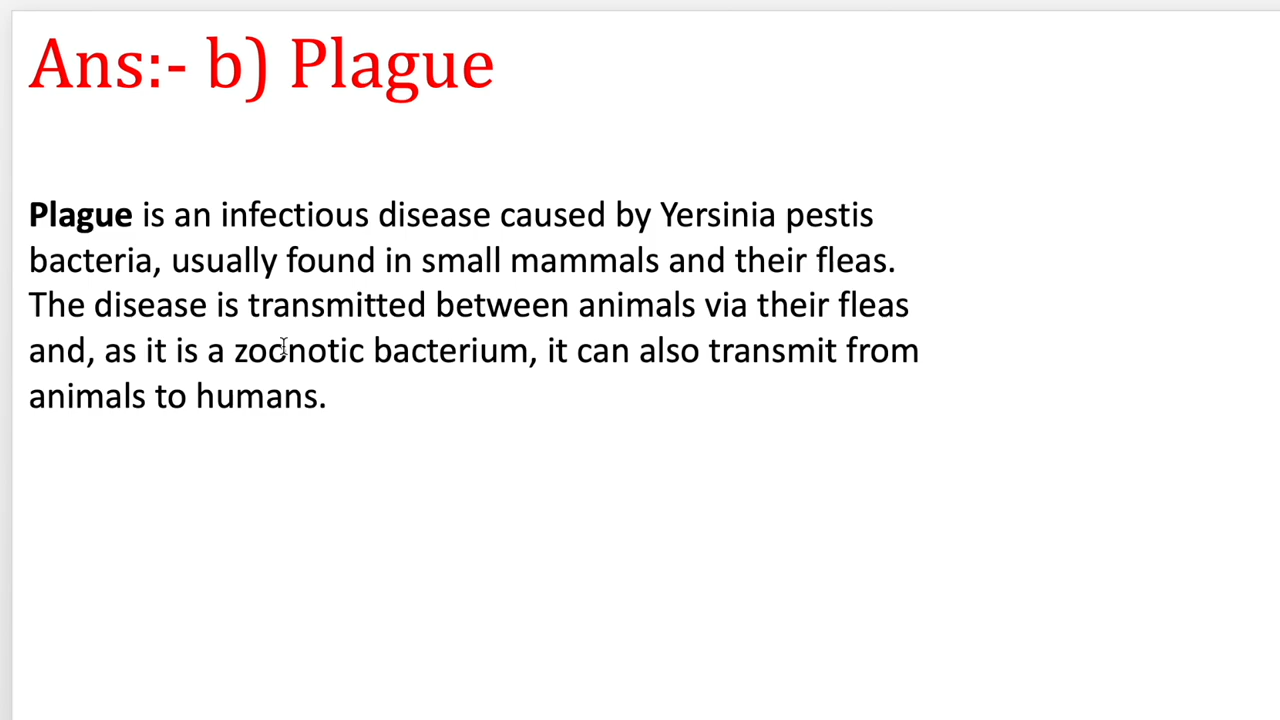 Ans:- b) Plague
Plague is an infectious disease caused by Yersinia pestis
bacteria, usually found in small mammals and their fleas.
The disease is transmitted between animals via their fleas
and, as it is a zoonotic bacterium, it can also transmit from
animals to humans.